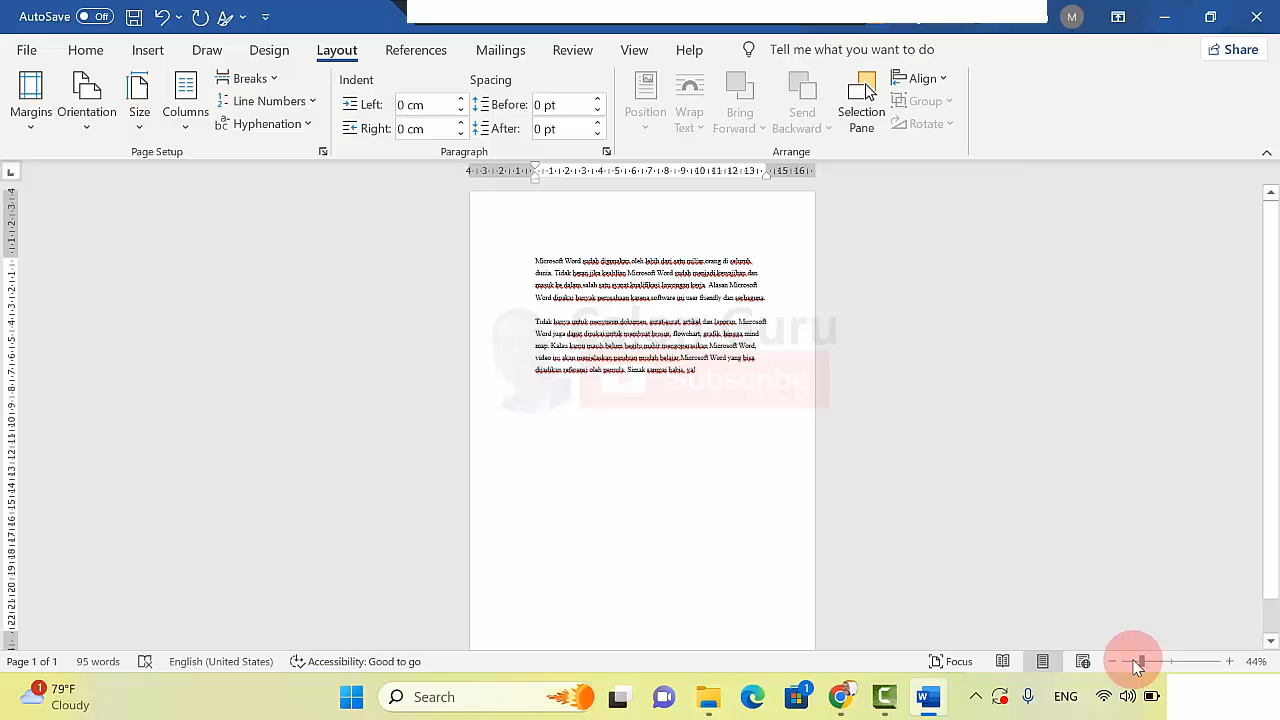 AutoSave Off M
File Home Insert Draw Design Layout References Mailings Review View Help Tell me what you want to do Share
Margins Orientation Size Columns Breaks Line Numbers Hyphenation
Page Setup
Indent Spacing
Left: 0 cm Before: 0 pt
Right: 0 cm After: 0 pt
Paragraph
Position Wrap Text Bring Forward Send Backward Selection Pane Align Group Rotate
Arrange
Microsoft Word sudah digunakan oleh lebih dari satu miliar orang di seluruh
dunia. Tidak heran jika keahlian Microsoft Word sudah menjadi kewajiban dan
masuk ke dalam salah satu syarat kualifikasi lowongan kerja. Alasan Microsoft
Word dipakai banyak perusahaan karena software ini user friendly dan serbaguna.
Tidak hanya untuk menyusun dokumen, surat-surat, artikel dan laporan, Microsoft
Word juga dapat dipakai untuk membuat brosur, flowchart, grafik, hingga mind
map. Kalau kamu masih belum begitu mahir mengoperasikan Microsoft Word,
video ini akan menjelaskan panduan mudah belajar Microsoft Word yang bisa
dijadikan referensi oleh pemula. Simak sampai habis, ya!
Guru
Subscribe
Page 1 of 1 95 words English (United States) Accessibility: Good to go Focus 44%
1 79°F
Cloudy
Search 1 ENG